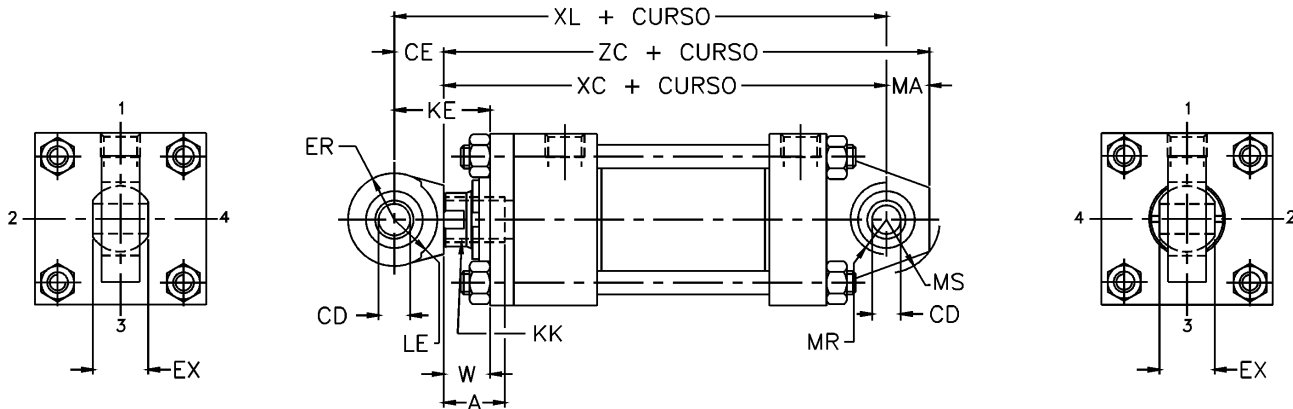 XL + CURSO
CE
ZC + CURSO
XC + CURSO
MA
KE
1
ER
1
2
4
4
2
3
CD
LE
KK
MR
MS
CD
3
EX
W
EX
A